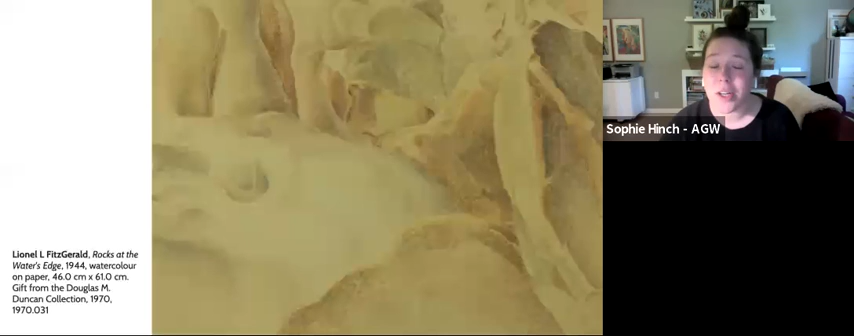 Sophie Hinch - AGW
Lionel L FitzGerald, Rocks at the
Water's Edge, 1944, watercolour
on paper, 46.0 cm x 61.0 cm.
Gift from the Douglas M.
Duncan Collection, 1970,
1970.031